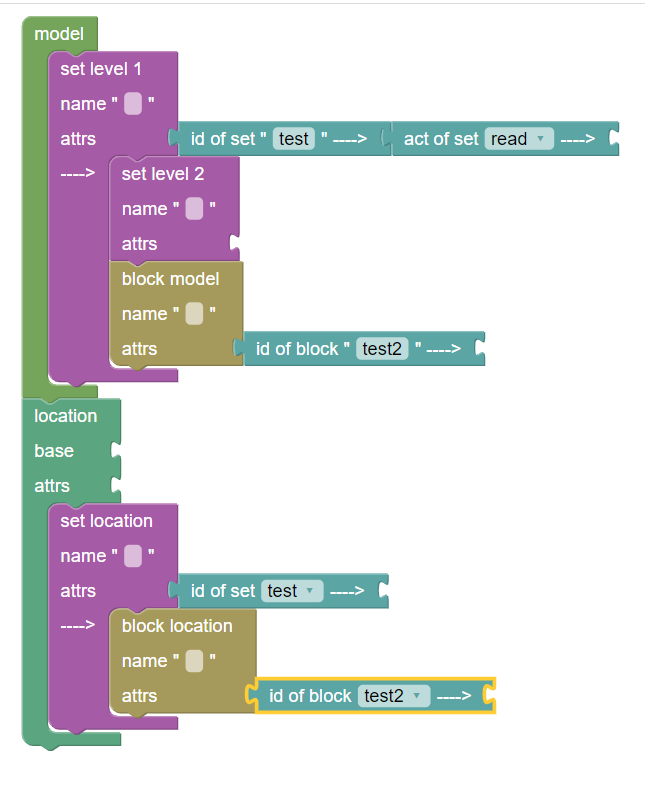 model
set level 1
name " "
attrs id of set " test " ----> act of set read ---->
----> set level 2
name " "
attrs
block model
name " "
attrs id of block " test2 " ---->
location
base
attrs
set location
name " "
attrs id of set test ---->
----> block location
name " "
attrs id of block test2 ---->